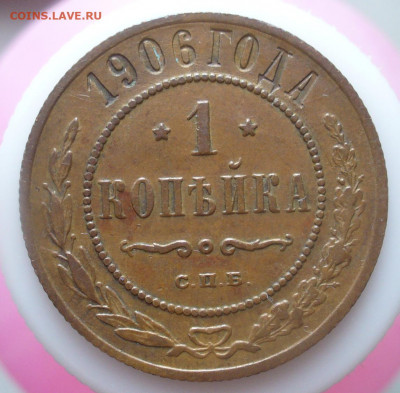 COINS.LAVE.RU
1906 ГОДА
1
КОПѢЙКА
С.П.Б.